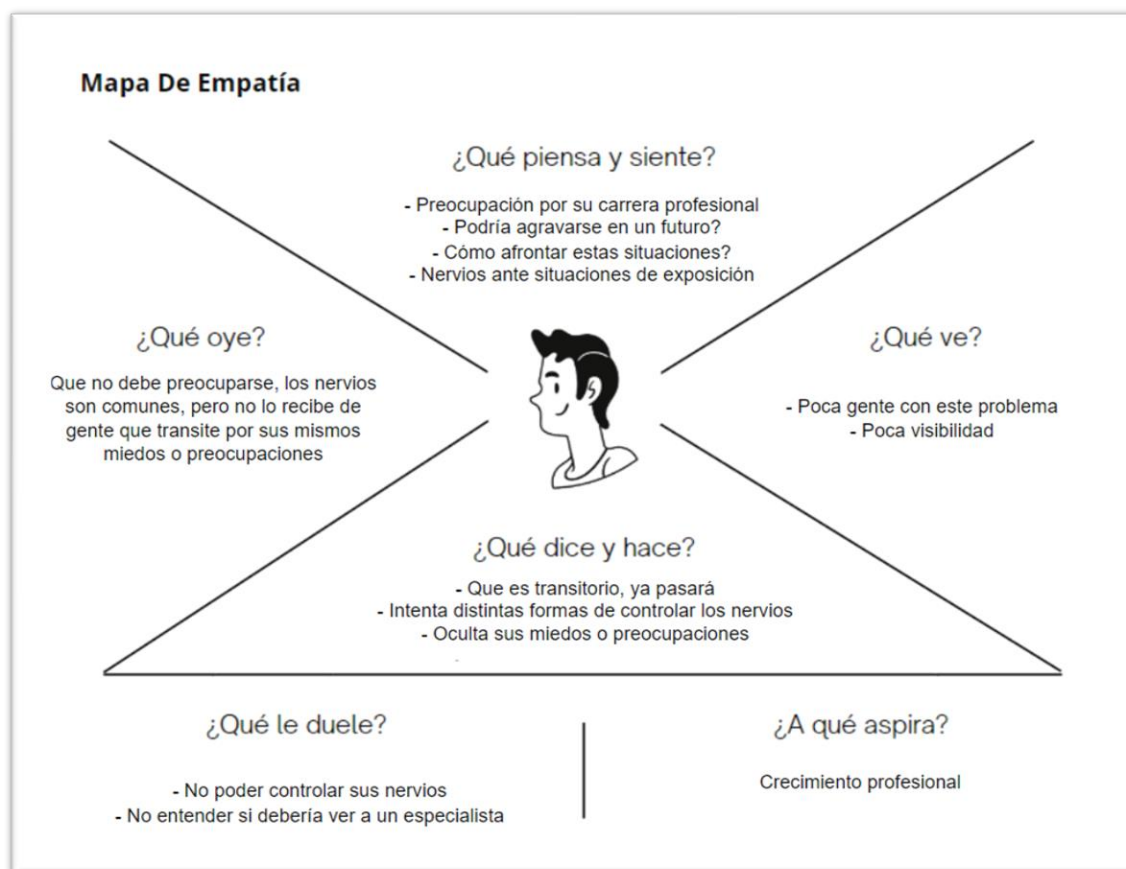 Mapa De Empatía
¿Qué piensa y siente?
- Preocupación por su carrera profesional
- Podría agravarse en un futuro?
- Cómo afrontar estas situaciones?
- Nervios ante situaciones de exposición
¿Qué oye?
Que no debe preocuparse, los nervios
son comunes, pero no lo recibe de
gente que transite por sus mismos
miedos o preocupaciones
¿Qué ve?
- Poca gente con este problema
- Poca visibilidad
¿Qué dice y hace?
- Que es transitorio, ya pasará
- Intenta distintas formas de controlar los nervios
- Oculta sus miedos o preocupaciones
¿Qué le duele?
- No poder controlar sus nervios
- No entender si debería ver a un especialista
¿A qué aspira?
Crecimiento profesional